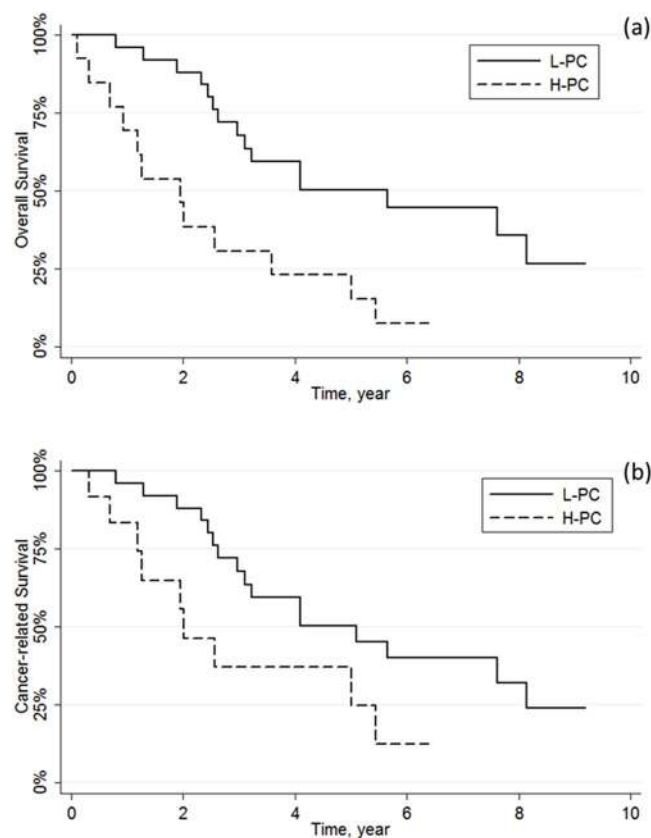 (a)
L-PC
H-PC
Overall Survival
100%
75%
50%
25%
0%
0 2 4 6 8 10
Time, year
(b)
L-PC
H-PC
Cancer-related Survival
100%
75%
50%
25%
0%
0 2 4 6 8 10
Time, year